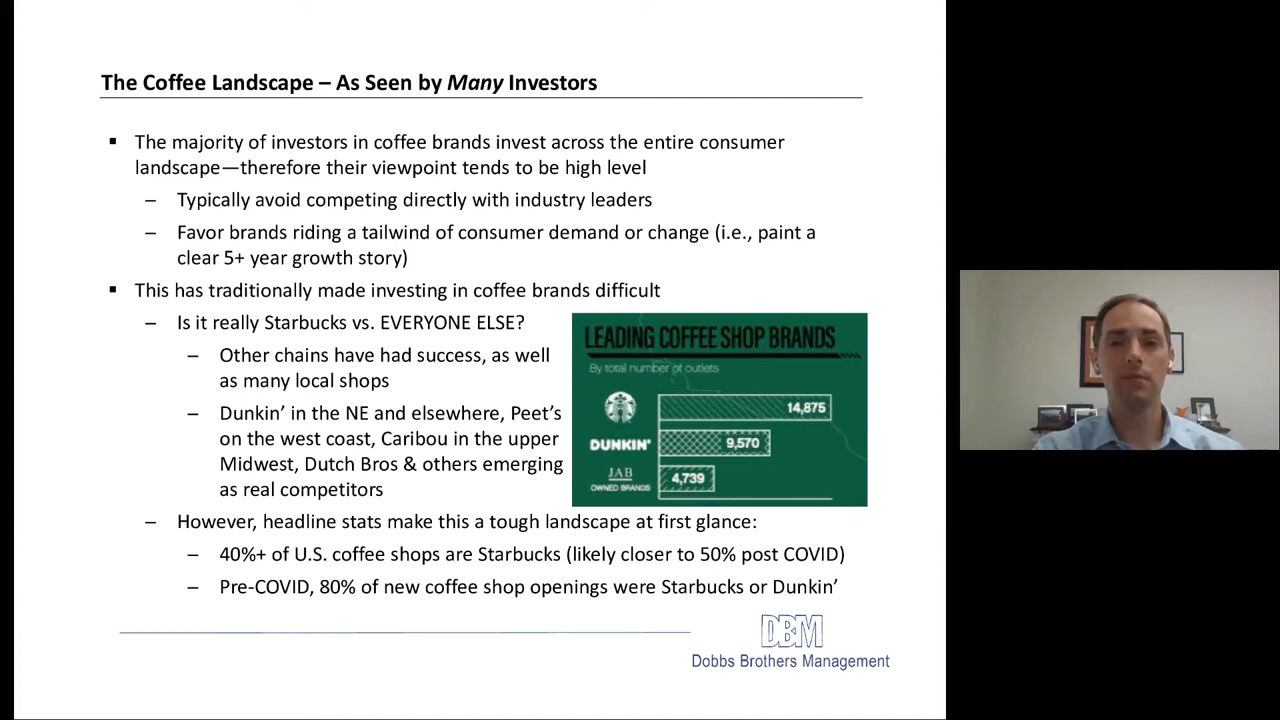 The Coffee Landscape – As Seen by Many Investors
▪ The majority of investors in coffee brands invest across the entire consumer
landscape—therefore their viewpoint tends to be high level
– Typically avoid competing directly with industry leaders
– Favor brands riding a tailwind of consumer demand or change (i.e., paint a
clear 5+ year growth story)
▪ This has traditionally made investing in coffee brands difficult
– Is it really Starbucks vs. EVERYONE ELSE?
– Other chains have had success, as well
as many local shops
– Dunkin’ in the NE and elsewhere, Peet’s
on the west coast, Caribou in the upper
Midwest, Dutch Bros & others emerging
as real competitors
LEADING COFFEE SHOP BRANDS
By total number of outlets
14,875
DUNKIN' 9,570
JAB
OWNED BRANDS
4,739
– However, headline stats make this a tough landscape at first glance:
– 40%+ of U.S. coffee shops are Starbucks (likely closer to 50% post COVID)
– Pre-COVID, 80% of new coffee shop openings were Starbucks or Dunkin’
DBM
Dobbs Brothers Management